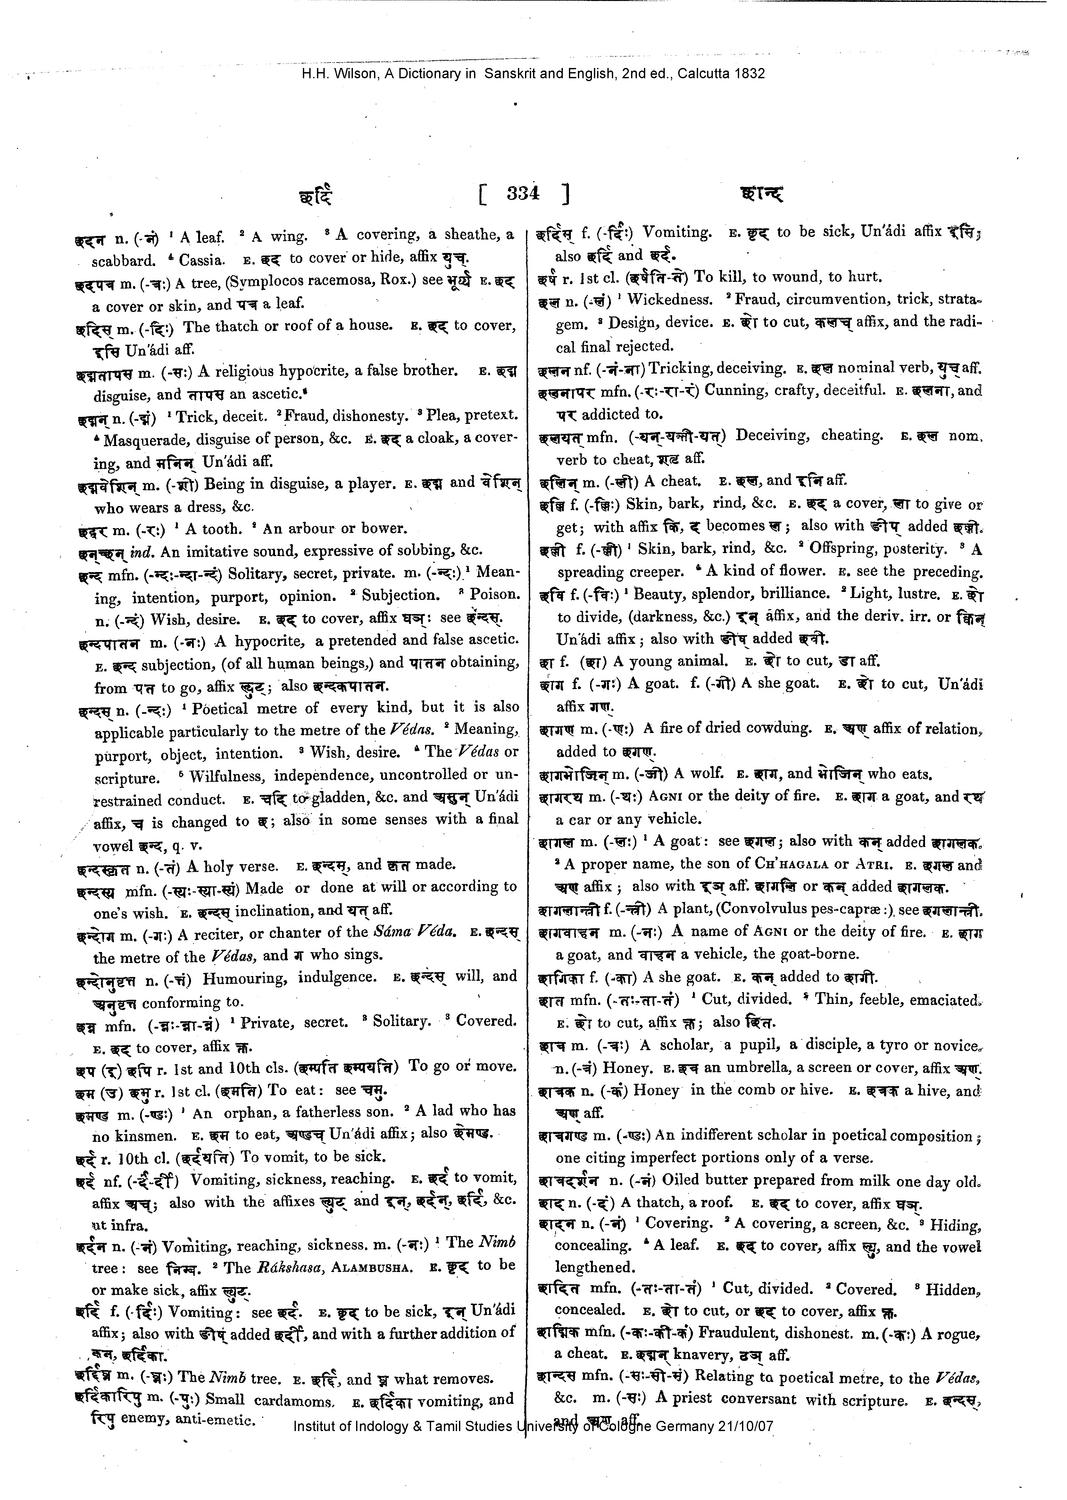 H.H. Wilson, A Dictionary in Sanskrit and English, 2nd ed., Calcutta 1832
छर्दि [ 334 ] छान्द
छदन n. (-नं) ¹ A leaf. ² A wing. ³ A covering, a sheathe, a
scabbard. ⁴ Cassia. E. छद to cover or hide, affix युच्.
छदपत्र m. (-त्रः) A tree, (Symplocos racemosa, Rox.) see भूर्ज्ज E. छद
a cover or skin, and पत्र a leaf.
छदिस् m. (-दिः) The thatch or roof of a house. E. छद to cover,
इसि Un'ádi aff.
छद्मतापस m. (-सः) A religious hypocrite, a false brother. E. छद्म
disguise, and तापस an ascetic.
छद्मन् n. (-द्मं) ¹ Trick, deceit. ² Fraud, dishonesty. ³ Plea, pretext.
⁴ Masquerade, disguise of person, &c. E. छद a cloak, a cover-
ing, and मनिन् Un'ádi aff.
छद्मवेशिन् m. (-शी) Being in disguise, a player. E. छद्म and वेशिन्
who wears a dress, &c.
छदर m. (-रः) ¹ A tooth. ² An arbour or bower.
छन्च्छन् ind. An imitative sound, expressive of sobbing, &c.
छन्द mfn. (-न्दः-न्दा-न्दं) Solitary, secret, private. m. (-न्दः) ¹ Mean-
ing, intention, purport, opinion. ² Subjection. ³ Poison.
n. (-न्दं) Wish, desire. E. छद to cover, affix घञ्: see छन्दस्.
छन्दपातन m. (-नः) A hypocrite, a pretended and false ascetic.
E. छन्द subjection, (of all human beings,) and पातन obtaining,
from पत to go, affix ल्युट्; also छन्दकपातन.
छन्दस् n. (-न्दः) ¹ Poetical metre of every kind, but it is also
applicable particularly to the metre of the Védas. ² Meaning,
purport, object, intention. ³ Wish, desire. ⁴ The Védas or
scripture. ⁵ Wilfulness, independence, uncontrolled or un-
restrained conduct. E. चदि to gladden, &c. and असुन् Un'ádi
affix, च is changed to छ; also in some senses with a final
vowel छन्द, q. v.
छन्दस्कृत n. (-तं) A holy verse. E. छन्दस्, and कृत made.
छन्दस्य mfn. (-स्यः-स्या-स्यं) Made or done at will or according to
one's wish. E. छन्दस् inclination, and यत् aff.
छन्दोग m. (-गः) A reciter, or chanter of the Sáma Véda. E. छन्दस्
the metre of the Védas, and ग who sings.
छन्दोनुवृत्त n. (-त्तं) Humouring, indulgence. E. छन्दस् will, and
अनुवृत्त conforming to.
छन्न mfn. (-न्नः-न्ना-न्नं) ¹ Private, secret. ² Solitary. ³ Covered.
E. छद् to cover, affix क्त.
छप (इ) छपि r. 1st and 10th cls. (छम्पति छम्पयति) To go or move.
छम (उ) छमु r. 1st cl. (छमति) To eat: see चमु.
छमण्ड m. (-ण्डः) ¹ An orphan, a fatherless son. ² A lad who has
no kinsmen. E. छम to eat, अण्डच् Un'ádi affix; also छेमण्ड.
छर्द r. 10th cl. (छर्दयति) To vomit, to be sick.
छर्द nf. (-र्दं-र्दी) Vomiting, sickness, reaching. E. छर्द to vomit,
affix अच्; also with the affixes ल्युट् and इन्, छर्दन, छर्दि, &c.
ut infra.
छर्दन n. (-नं) Vomiting, reaching, sickness. m. (-नः) ¹ The Nimb
tree: see निम्ब. ² The Rákshasa, ALAMBUSHA. E. छृद् to be
or make sick, affix ल्युट्.
छर्दि f. (-र्दिः) Vomiting: see छर्द. E. छृद् to be sick, इन् Un'ádi
affix; also with ङीष् added छर्दी, and with a further addition of
कन्, छर्दिका.
छर्दिघ्न m. (-घ्नः) The Nimb tree. E. छर्दि, and घ्न what removes.
छर्दिकारिपु m. (-पुः) Small cardamoms. E. छर्दिका vomiting, and
रिपु enemy, anti-emetic.
छर्दिस् f. (-र्दिः) Vomiting. E. छृद् to be sick, Un'ádi affix इसि;
also छर्दि and छर्द.
छर्ष r. 1st cl. (छर्षति-ते) To kill, to wound, to hurt.
छल n. (-लं) ¹ Wickedness. ² Fraud, circumvention, trick, strata-
gem. ³ Design, device. E. छो to cut, कलच् affix, and the radi-
cal final rejected.
छलन nf. (-नं-ना) Tricking, deceiving. E. छल nominal verb, युच् aff.
छलनापर mfn. (-रः-रा-रं) Cunning, crafty, deceitful. E. छलना, and
पर addicted to.
छलयत् mfn. (-यन्-यन्ती-यत्) Deceiving, cheating. E. छल nom.
verb to cheat, शतृ aff.
छलिन् m. (-ली) A cheat. E. छल, and इनि aff.
छल्लि f. (-ल्लिः) Skin, bark, rind, &c. E. छद a cover, ला to give or
get; with affix कि, द becomes ल; also with ङीप् added छल्ली.
छल्ली f. (-ल्ली) ¹ Skin, bark, rind, &c. ² Offspring, posterity. ³ A
spreading creeper. ⁴ A kind of flower. E. see the preceding.
छवि f. (-विः) ¹ Beauty, splendor, brilliance. ² Light, lustre. E. छो
to divide, (darkness, &c.) इन् affix, and the deriv. irr. or क्विन्
Un'ádi affix; also with ङीष् added छवी.
छा f. (छा) A young animal. E. छो to cut, डा aff.
छाग f. (-गः) A goat. f. (-गी) A she goat. E. छो to cut, Un'ádi
affix गण्.
छागण m. (-णः) A fire of dried cowdung. E. अण् affix of relation,
added to छगण.
छागभोजिन् m. (-जी) A wolf. E. छाग, and भोजिन् who eats.
छागरथ m. (-थः) AGNI or the deity of fire. E. छाग a goat, and रथ
a car or any vehicle.
छागल m. (-लः) ¹ A goat: see छगल; also with कन् added छागलक.
² A proper name, the son of CH'HAGALA or ATRI. E. छगल and
अण् affix; also with इञ् aff. छागलि or कन् added छागलक.
छागलान्त्री f. (-न्त्री) A plant, (Convolvulus pes-capræ:) see छगलान्त्री.
छागवाहन m. (-नः) A name of AGNI or the deity of fire. E. छाग
a goat, and वाहन a vehicle, the goat-borne.
छागिका f. (-का) A she goat. E. कन् added to छागी.
छात mfn. (-तः-ता-तं) ¹ Cut, divided. ² Thin, feeble, emaciated.
E. छो to cut, affix क्त; also छित.
छात्र m. (-त्रः) A scholar, a pupil, a disciple, a tyro or novice.
n. (-त्रं) Honey. E. छत्र an umbrella, a screen or cover, affix अण्.
छात्रक n. (-कं) Honey in the comb or hive. E. छत्रक a hive, and
अण् aff.
छात्रगण्ड m. (-ण्डः) An indifferent scholar in poetical composition;
one citing imperfect portions only of a verse.
छात्रदर्शन n. (-नं) Oiled butter prepared from milk one day old.
छाद n. (-दं) A thatch, a roof. E. छद् to cover, affix घञ्.
छादन n. (-नं) ¹ Covering. ² A covering, a screen, &c. ³ Hiding,
concealing. ⁴ A leaf. E. छद् to cover, affix ल्यु, and the vowel
lengthened.
छादित mfn. (-तः-ता-तं) ¹ Cut, divided. ² Covered. ³ Hidden,
concealed. E. छो to cut, or छद् to cover, affix क्त.
छाद्मिक mfn. (-कः-की-कं) Fraudulent, dishonest. m. (-कः) A rogue,
a cheat. E. छद्मन् knavery, ठञ् aff.
छान्दस mfn. (-सः-सी-सं) Relating to poetical metre, to the Védas,
&c. m. (-सः) A priest conversant with scripture. E. छन्दस्,
and अण् aff.
Institut of Indology & Tamil Studies University of Cologne Germany 21/10/07